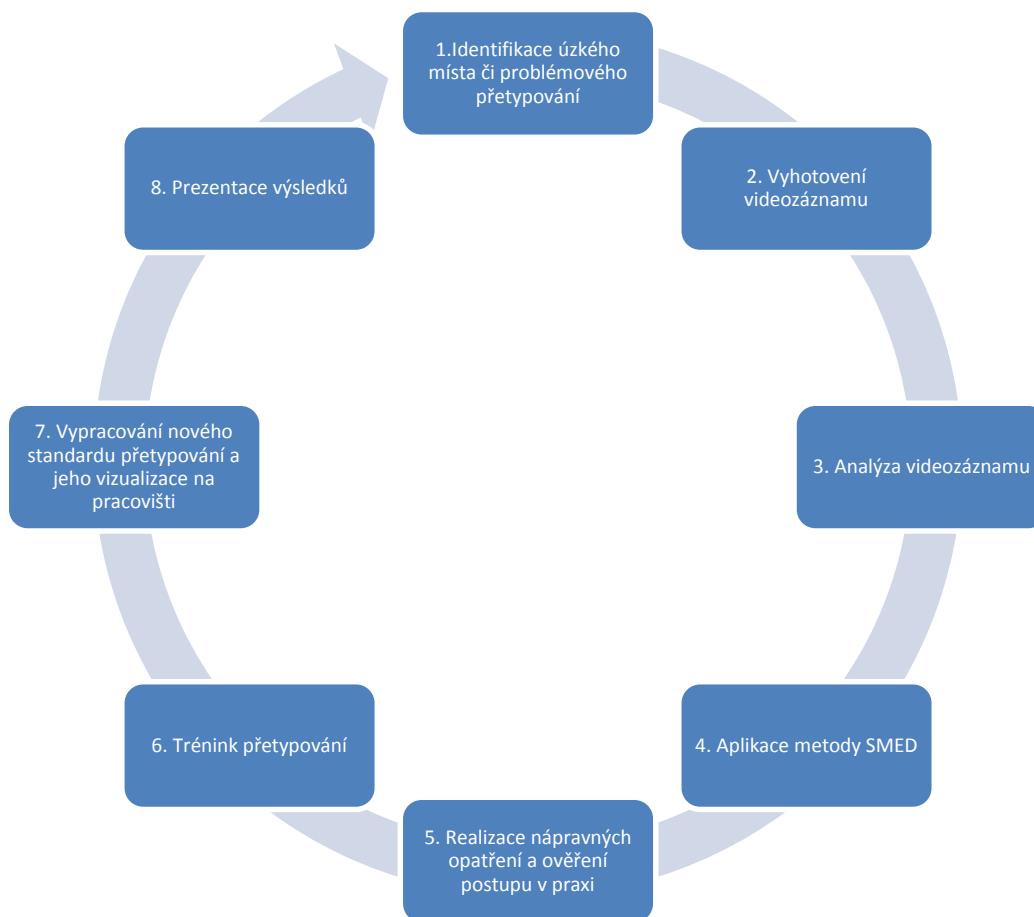 1.Identifikace úzkého
místa či problémového
přetypování
2. Vyhotovení
videozáznamu
3. Analýza videozáznamu
4. Aplikace metody SMED
5. Realizace nápravných
opatření a ověření
postupu v praxi
6. Trénink přetypování
7. Vypracování nového
standardu přetypování a
jeho vizualizace na
pracovišti
8. Prezentace výsledků